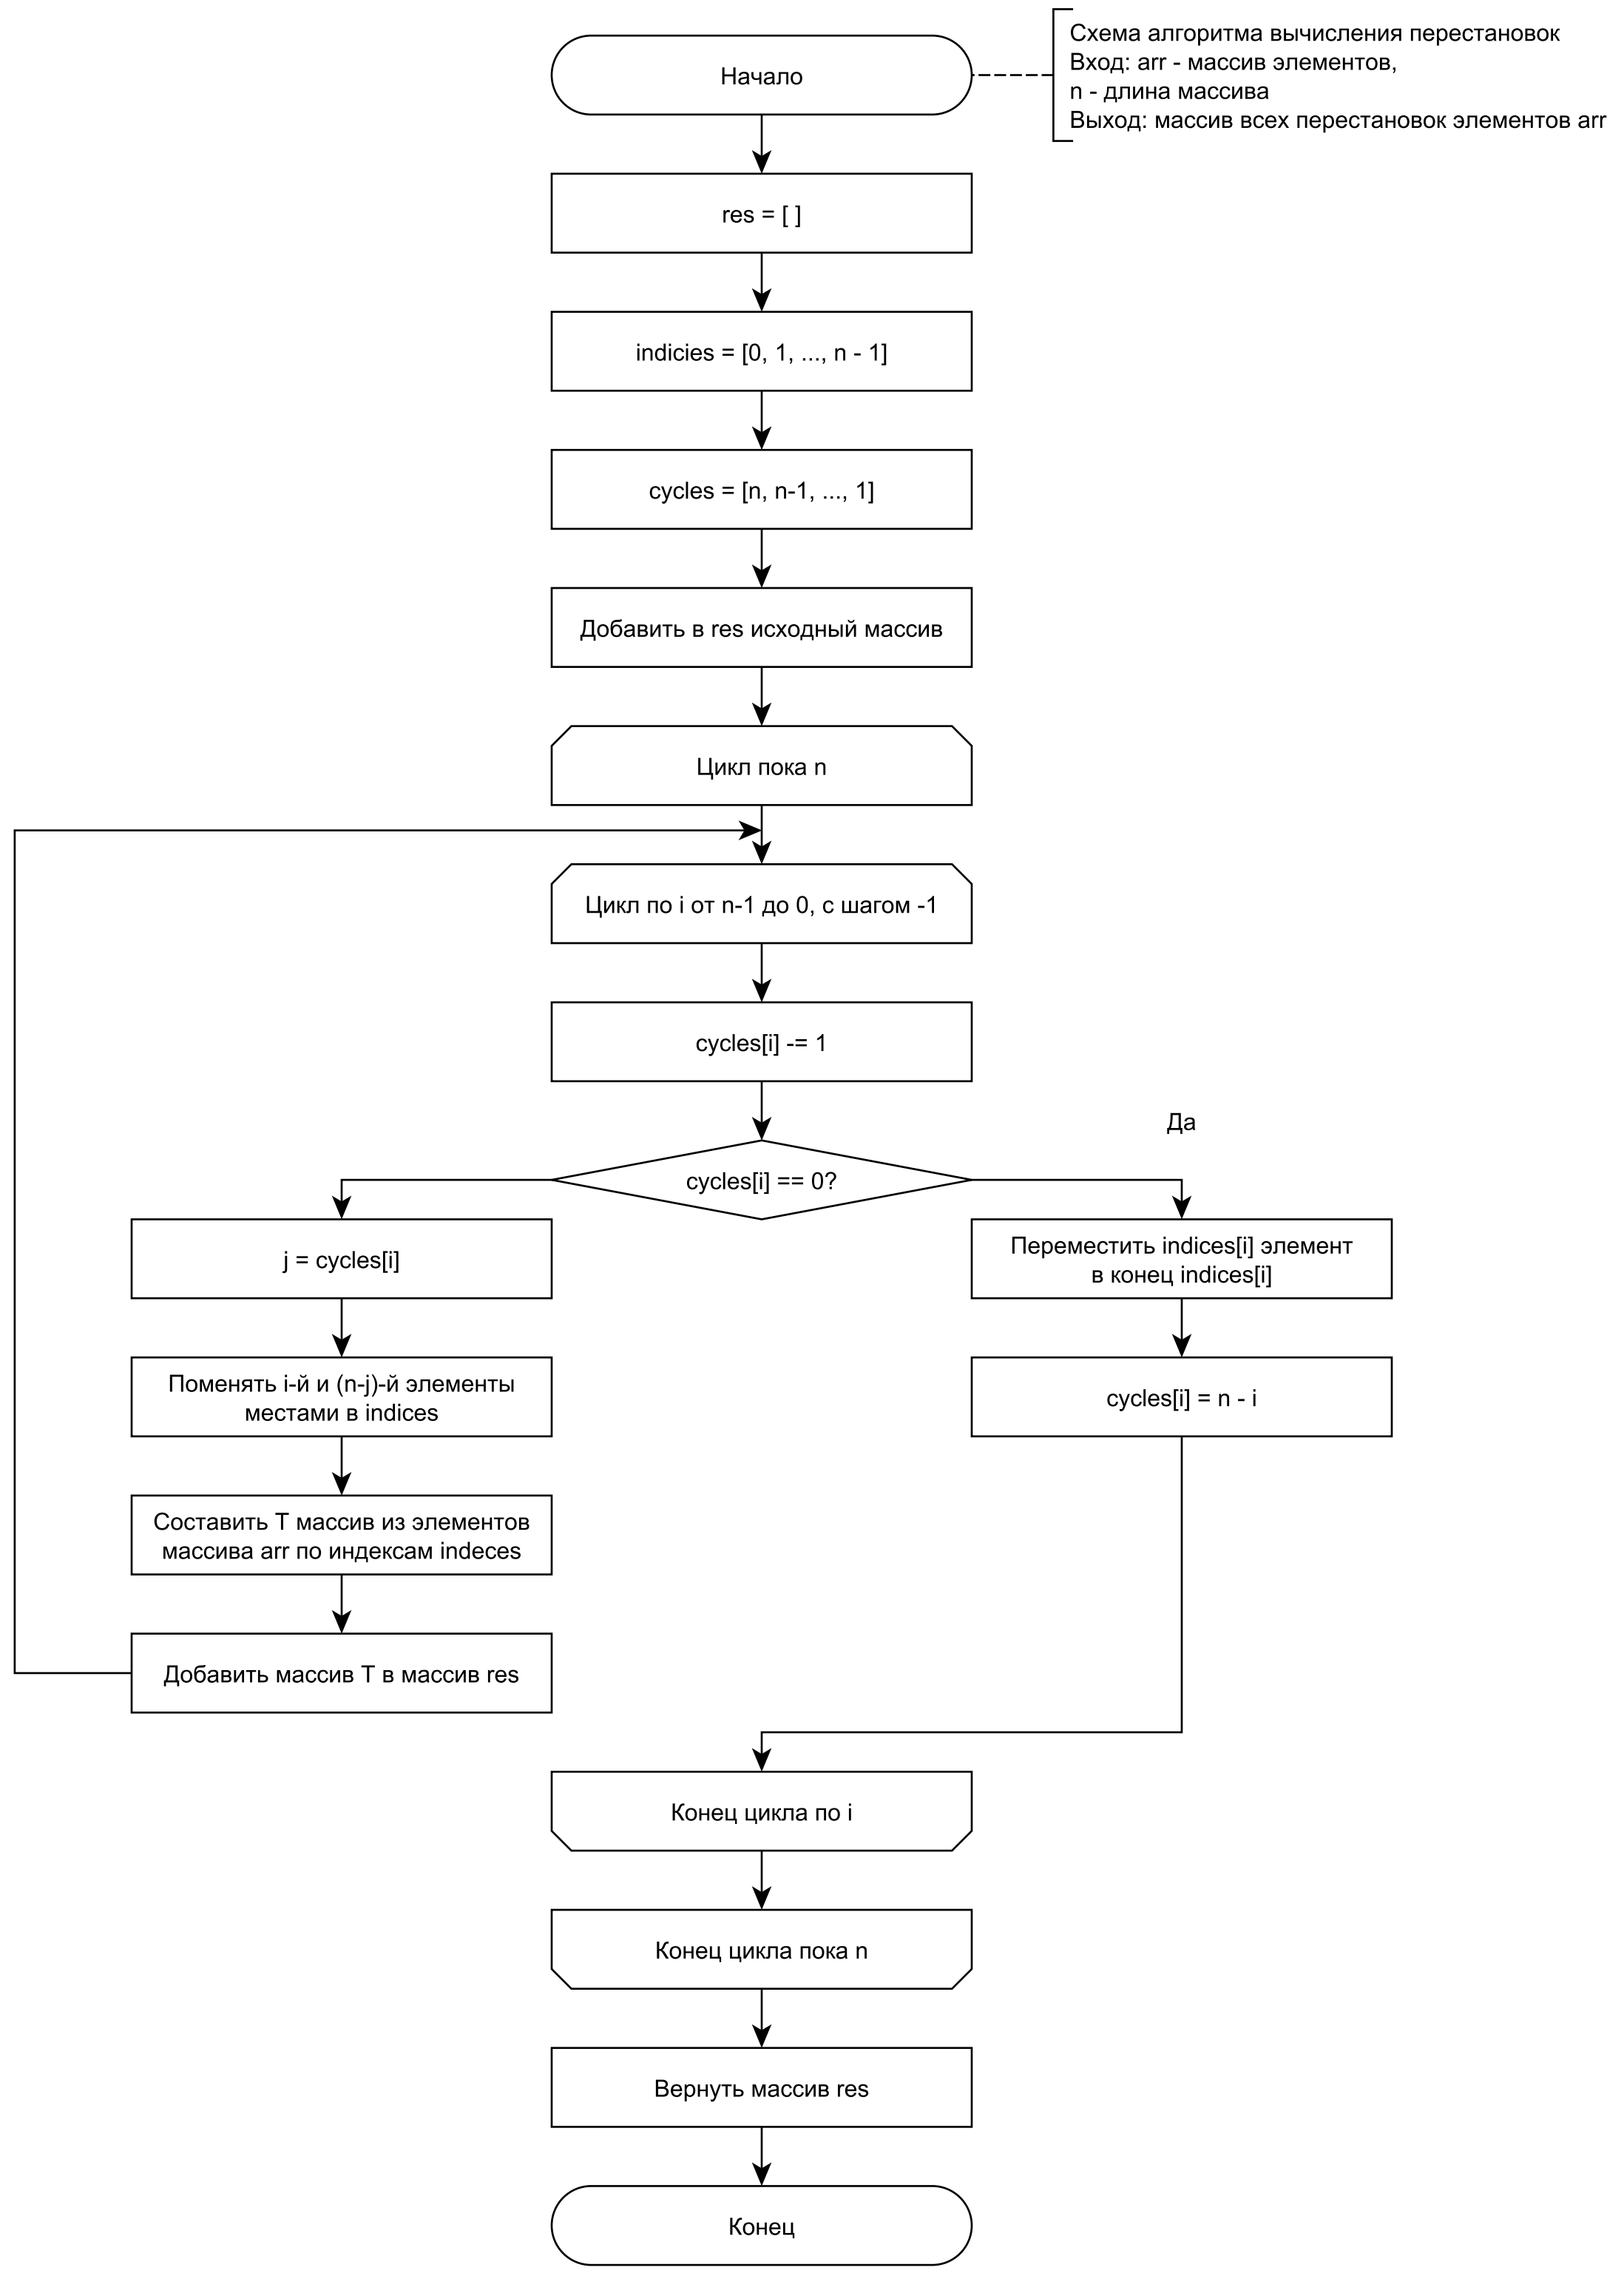 Начало
Схема алгоритма вычисления перестановок
Вход: arr - массив элементов,
n - длина массива
Выход: массив всех перестановок элементов arr
res = [ ]
indicies = [0, 1, ..., n - 1]
cycles = [n, n-1, ..., 1]
Добавить в res исходный массив
Цикл пока n
Цикл по i от n-1 до 0, с шагом -1
cycles[i] -= 1
Да
cycles[i] == 0?
j = cycles[i]
Переместить indices[i] элемент
в конец indices[i]
Поменять i-й и (n-j)-й элементы
местами в indices
cycles[i] = n - i
Составить T массив из элементов
массива arr по индексам indeces
Добавить массив T в массив res
Конец цикла по i
Конец цикла пока n
Вернуть массив res
Конец